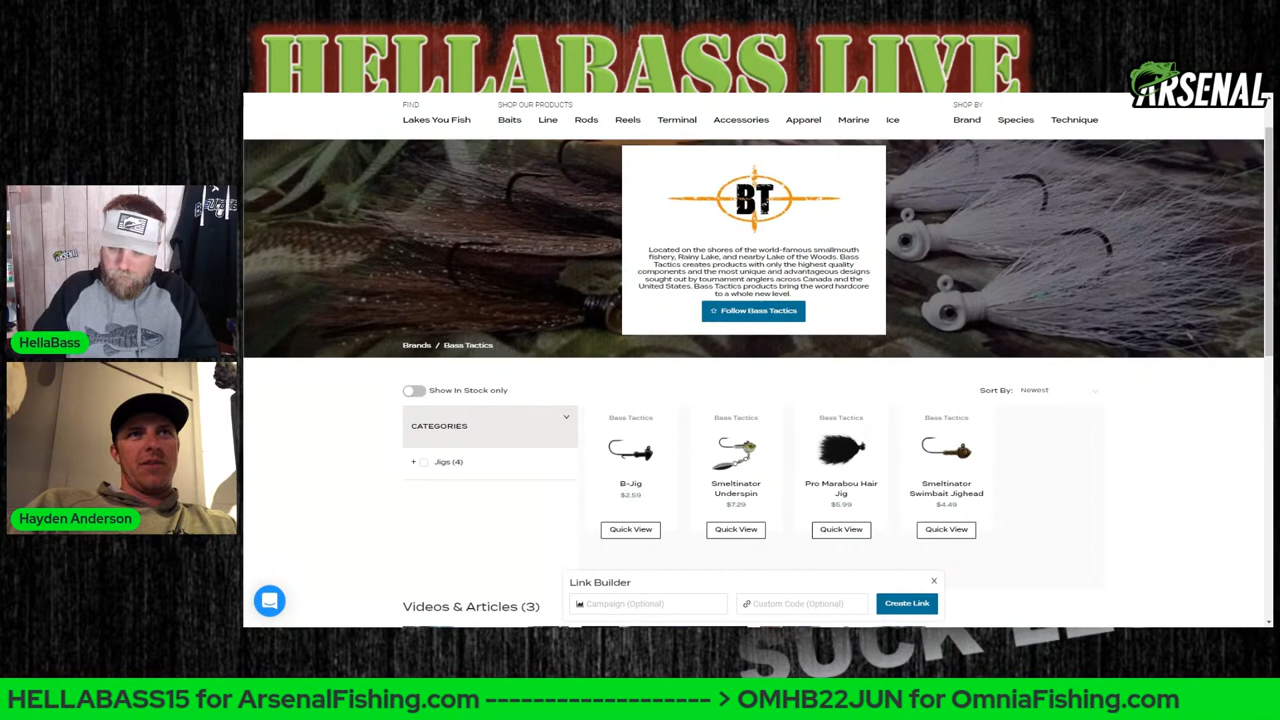 HELLABASS LIVE
ARSENAL
FIND
SHOP OUR PRODUCTS
SHOP BY
Lakes You Fish
Baits
Line
Rods
Reels
Terminal
Accessories
Apparel
Marine
Ice
Brand
Species
Technique
BT
Located on the shores of the world-famous smallmouth
fishery, Rainy Lake, and nearby Lake of the Woods. Bass
Tactics creates products with only the highest quality
components and the most unique and advantageous designs
sought out by tournament anglers across Canada and the
United States. Bass Tactics products bring the word hardcore
to a whole new level.
Follow Bass Tactics
Brands / Bass Tactics
ARSENAL
HellaBass
Hayden Anderson
Show In Stock only
Sort By: Newest
CATEGORIES
+ Jigs (4)
Bass Tactics
B-Jig
$2.59
Quick View
Bass Tactics
Smeltinator
Underspin
$7.29
Quick View
Bass Tactics
Pro Marabou Hair
Jig
$5.99
Quick View
Bass Tactics
Smeltinator
Swimbait Jighead
$4.49
Quick View
Link Builder
X
Campaign (Optional)
Custom Code (Optional)
Create Link
Videos & Articles (3)
HELLABASS15 for ArsenalFishing.com ------------------- > OMHB22JUN for OmniaFishing.com